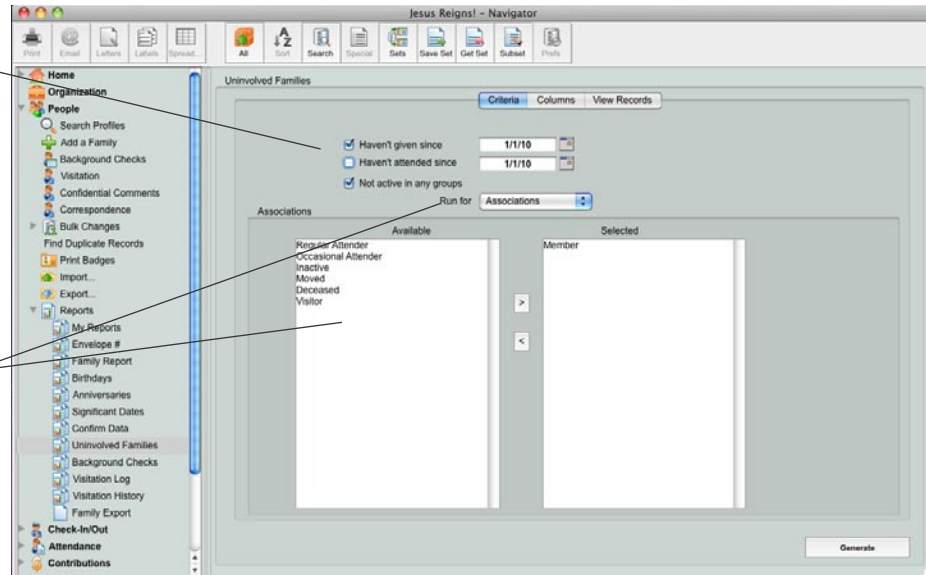 Jesus Reigns! – Navigator
Print Email Letters Labels Spread... All Sort Search Special Sets Save Set Get Set Subset Prefs
Home
Organization
People
Search Profiles
Add a Family
Background Checks
Visitation
Confidential Comments
Correspondence
Bulk Changes
Find Duplicate Records
Print Badges
Import...
Export...
Reports
My Reports
Envelope #
Family Report
Birthdays
Anniversaries
Significant Dates
Confirm Data
Uninvolved Families
Background Checks
Visitation Log
Visitation History
Family Export
Check-In/Out
Attendance
Contributions
Uninvolved Families
Criteria Columns View Records
Haven't given since 1/1/10
Haven't attended since 1/1/10
Not active in any groups
Run for Associations
Associations
Available Selected
Regular Attender Member
Occasional Attender
Inactive
Moved
Deceased
Visitor
>
<
Generate